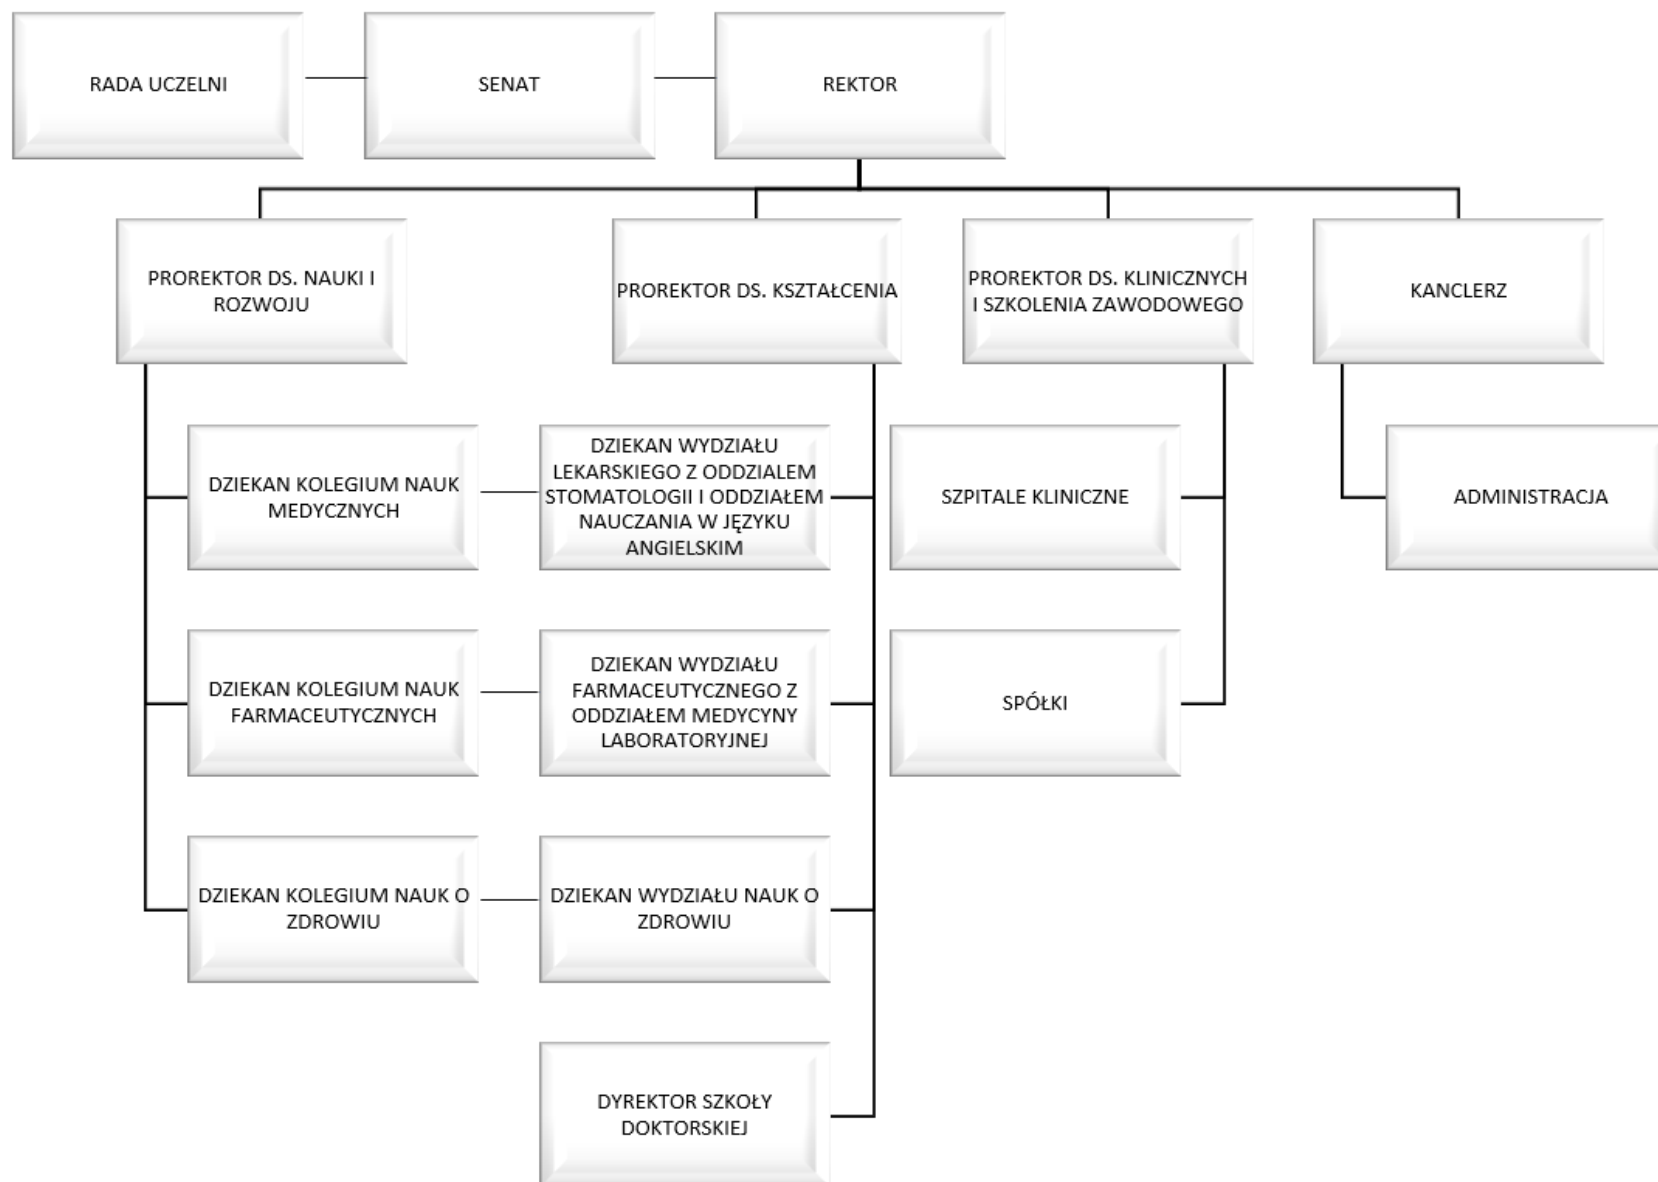 RADA UCZELNI
SENAT
REKTOR
PROREKTOR DS. NAUKI I
ROZWOJU
PROREKTOR DS. KSZTAŁCENIA
PROREKTOR DS. KLINICZNYCH
I SZKOLENIA ZAWODOWEGO
KANCLERZ
DZIEKAN KOLEGIUM NAUK
MEDYCZNYCH
DZIEKAN WYDZIAŁU
LEKARSKIEGO Z ODDZIALEM
STOMATOLOGII I ODDZIAŁEM
NAUCZANIA W JĘZYKU
ANGIELSKIM
SZPITALE KLINICZNE
ADMINISTRACJA
DZIEKAN KOLEGIUM NAUK
FARMACEUTYCZNYCH
DZIEKAN WYDZIAŁU
FARMACEUTYCZNEGO Z
ODDZIAŁEM MEDYCYNY
LABORATORYJNEJ
SPÓŁKI
DZIEKAN KOLEGIUM NAUK O
ZDROWIU
DZIEKAN WYDZIAŁU NAUK O
ZDROWIU
DYREKTOR SZKOŁY
DOKTORSKIEJ